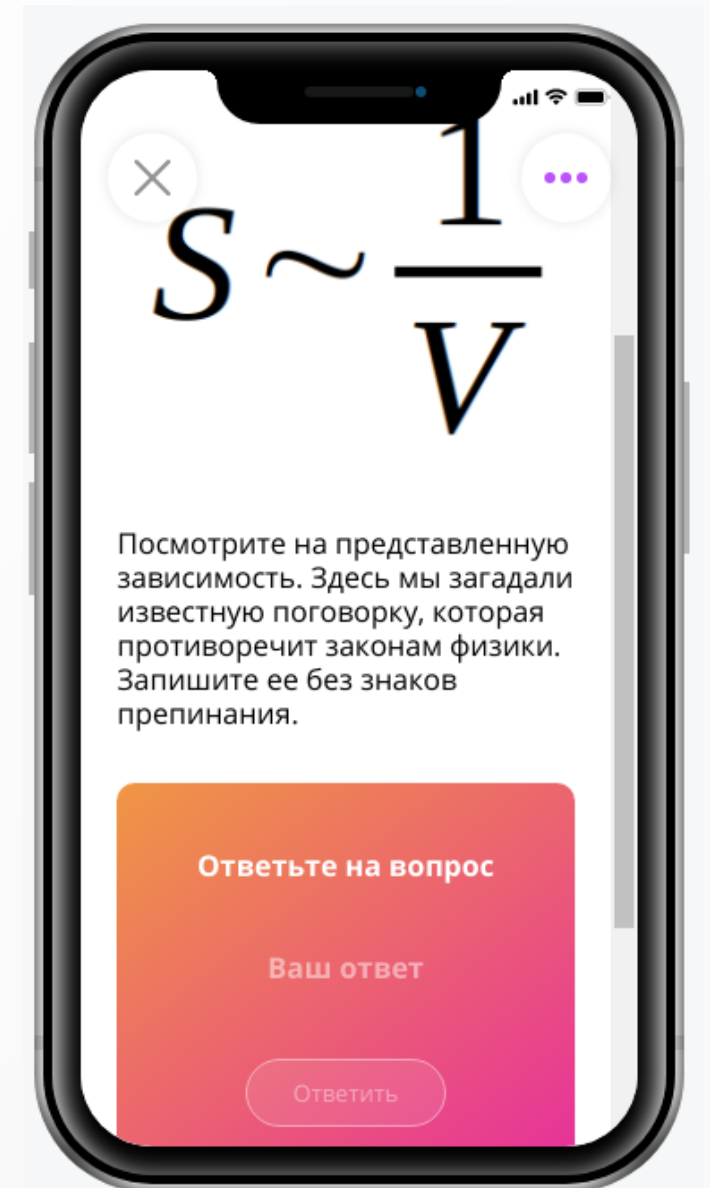 S ~ 1
V
Посмотрите на представленную
зависимость. Здесь мы загадали
известную поговорку, которая
противоречит законам физики.
Запишите ее без знаков
препинания.
Ответьте на вопрос
Ваш ответ
Ответить